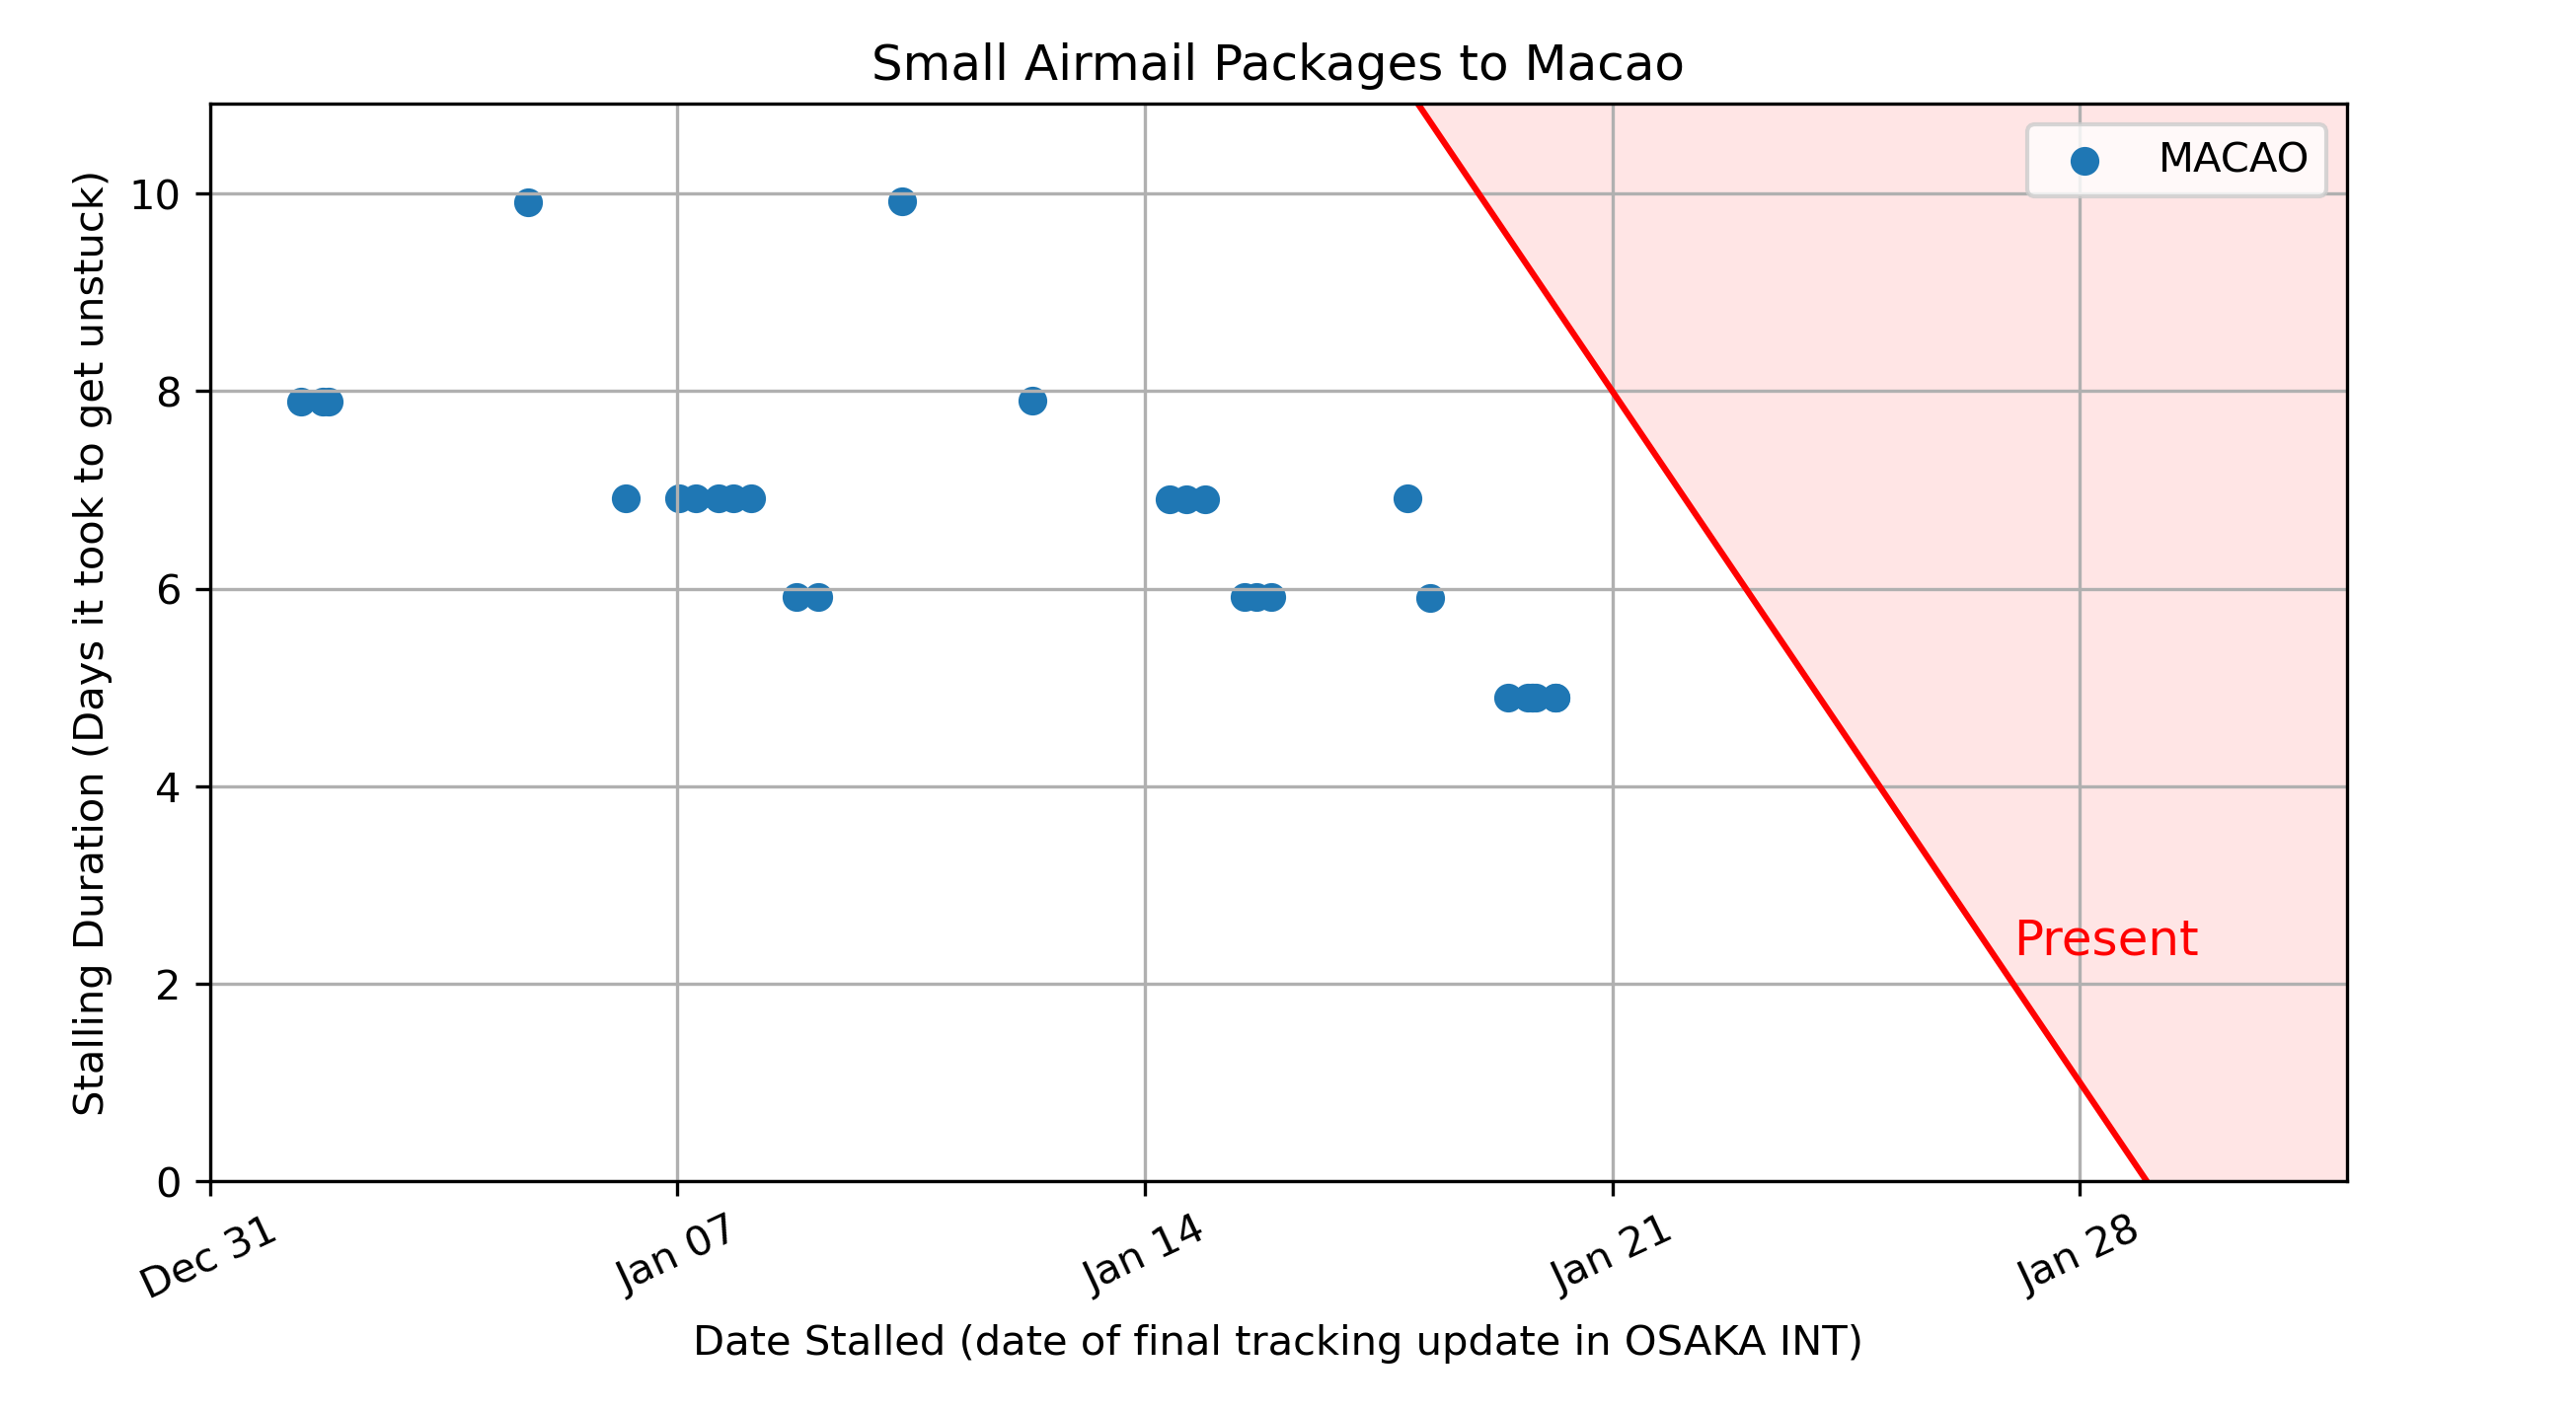 Small Airmail Packages to Macao
MACAO
Stalling Duration (Days it took to get unstuck)
10
8
6
4
2
0
Present
Dec 31
Jan 07
Jan 14
Jan 21
Jan 28
Date Stalled (date of final tracking update in OSAKA INT)